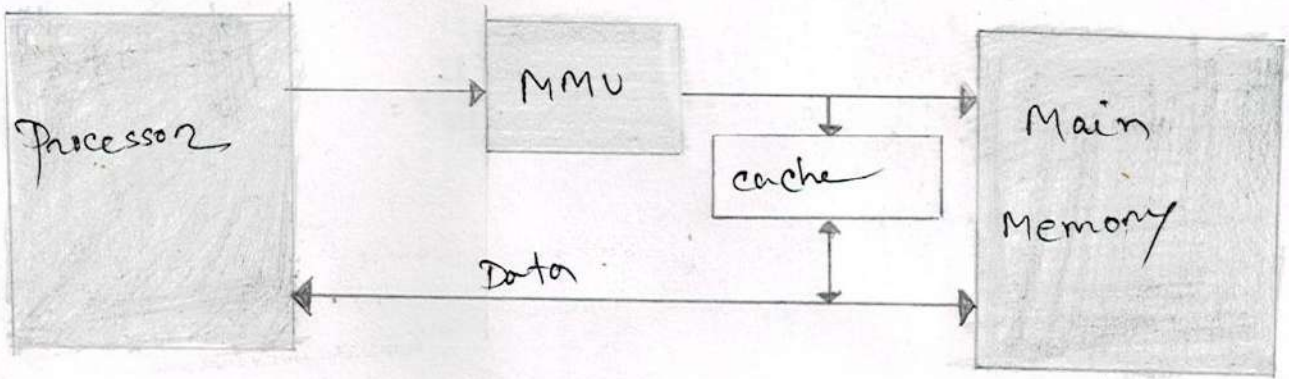 Processor
MMU
cache
Main
Memory
Data